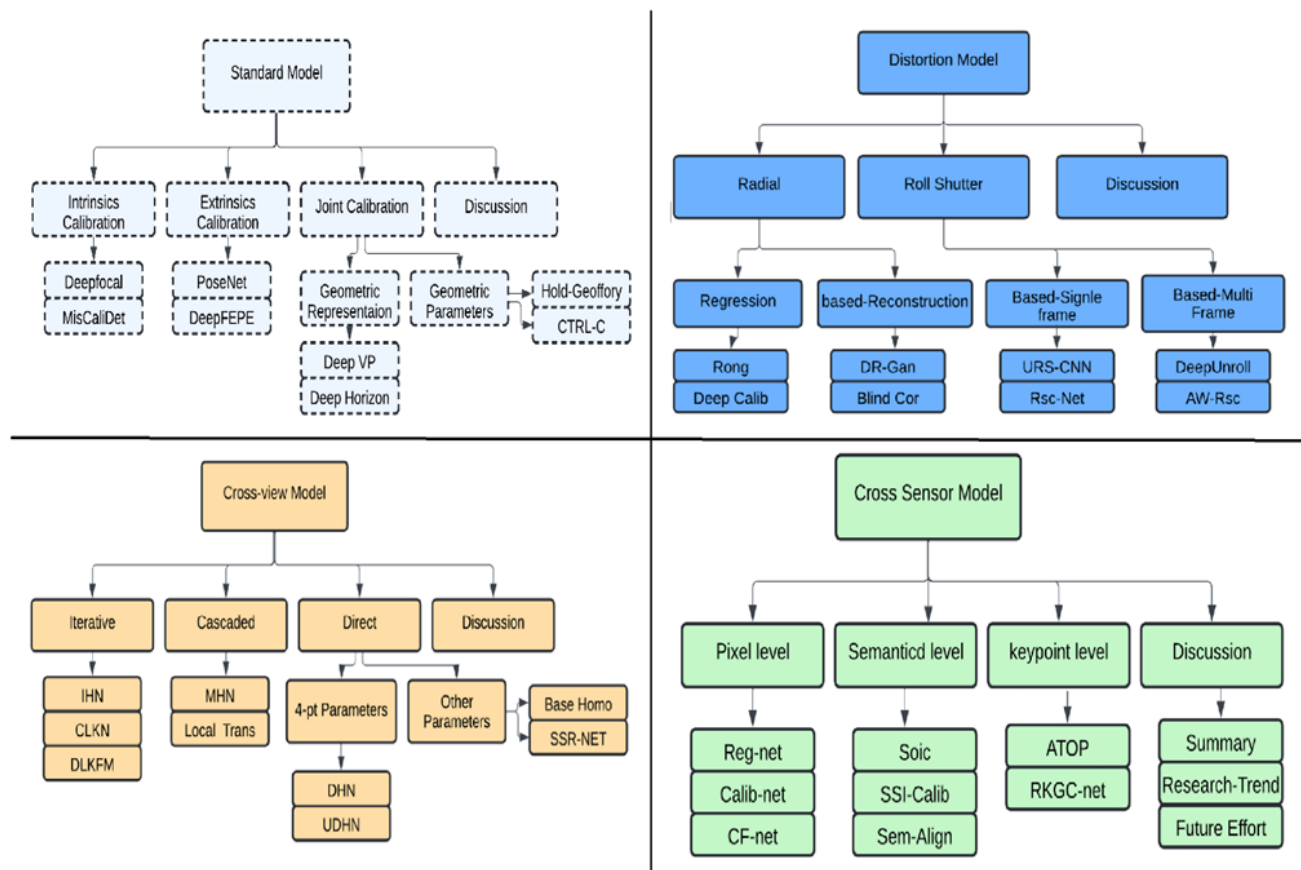 Standard Model
Intrinsics
Calibration
Extrinsics
Calibration
Joint Calibration
Discussion
Deepfocal
MisCaliDet
PoseNet
DeepFEPE
Geometric
Representaion
Geometric
Parameters
Hold-Geoffory
CTRL-C
Deep VP
Deep Horizon
Distortion Model
Radial
Roll Shutter
Discussion
Regression
based-Reconstruction
Based-Signle
frame
Based-Multi
Frame
Rong
Deep Calib
DR-Gan
Blind Cor
URS-CNN
Rsc-Net
DeepUnroll
AW-Rsc
Cross-view Model
Iterative
Cascaded
Direct
Discussion
IHN
CLKN
DLKFM
MHN
Local Trans
4-pt Parameters
Other
Parameters
Base Homo
SSR-NET
DHN
UDHN
Cross Sensor Model
Pixel level
Semanticd level
keypoint level
Discussion
Reg-net
Calib-net
CF-net
Soic
SSI-Calib
Sem-Align
ATOP
RKGC-net
Summary
Research-Trend
Future Effort